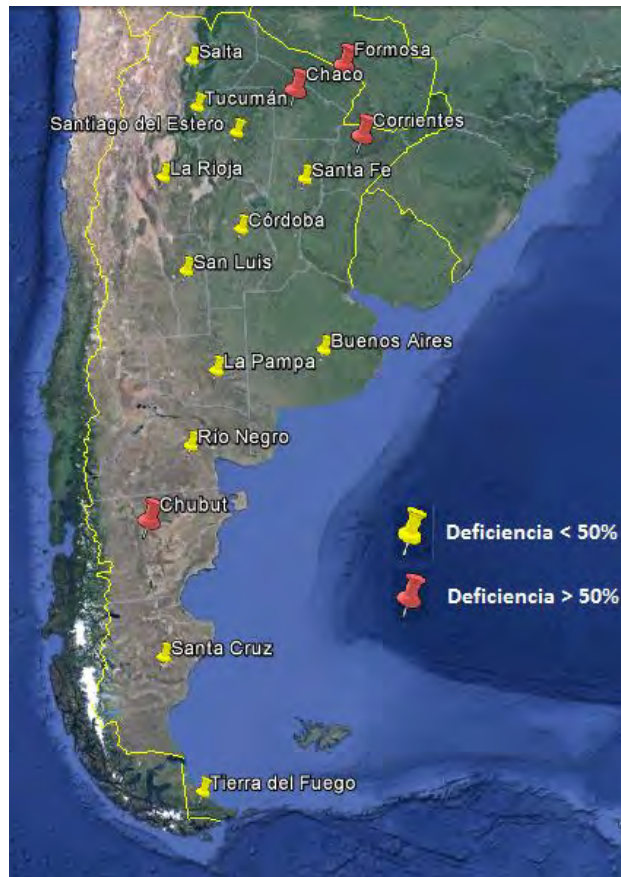 Salta
Formosa
Chaco
Tucumán
Santiago del Estero
Corrientes
La Rioja
Santa Fe
Córdoba
San Luis
Buenos Aires
La Pampa
Río Negro
Chubut
Deficiencia < 50%
Deficiencia > 50%
Santa Cruz
Tierra del Fuego